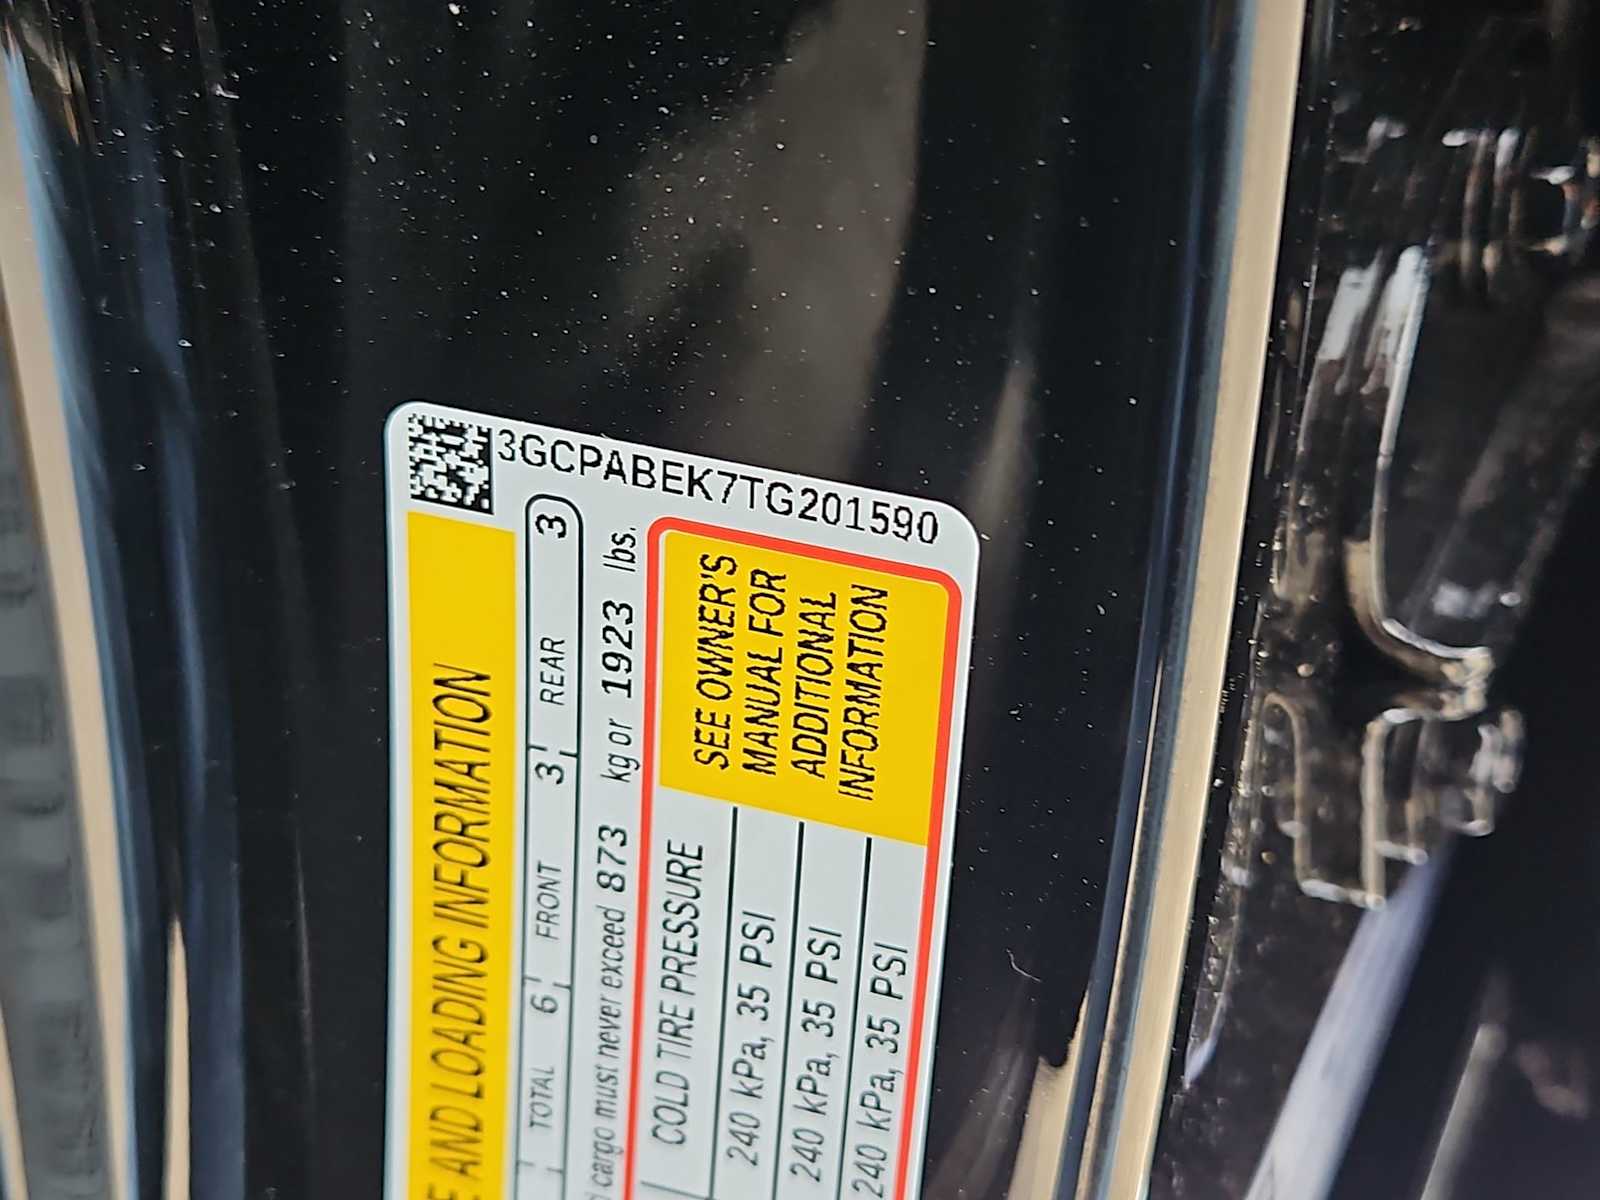 3GCPABEK7TG201590
E AND LOADING INFORMATION
TOTAL 6 FRONT 3 REAR 3
cargo must never exceed 873 kg or 1923 lbs.
COLD TIRE PRESSURE
240 kPa, 35 PSI
240 kPa, 35 PSI
240 kPa, 35 PSI
SEE OWNER'S
MANUAL FOR
ADDITIONAL
INFORMATION